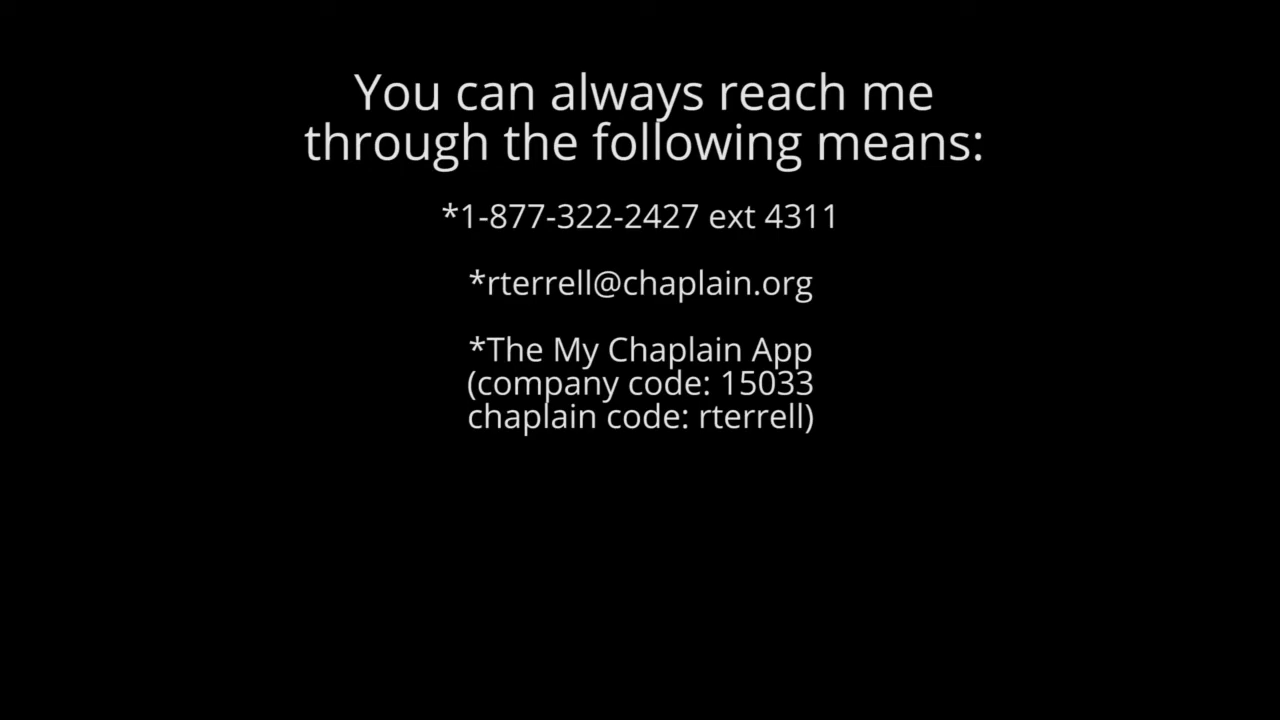 You can always reach me
through the following means:
*1-877-322-2427 ext 4311
*rterrell@chaplain.org
*The My Chaplain App
(company code: 15033
chaplain code: rterrell)